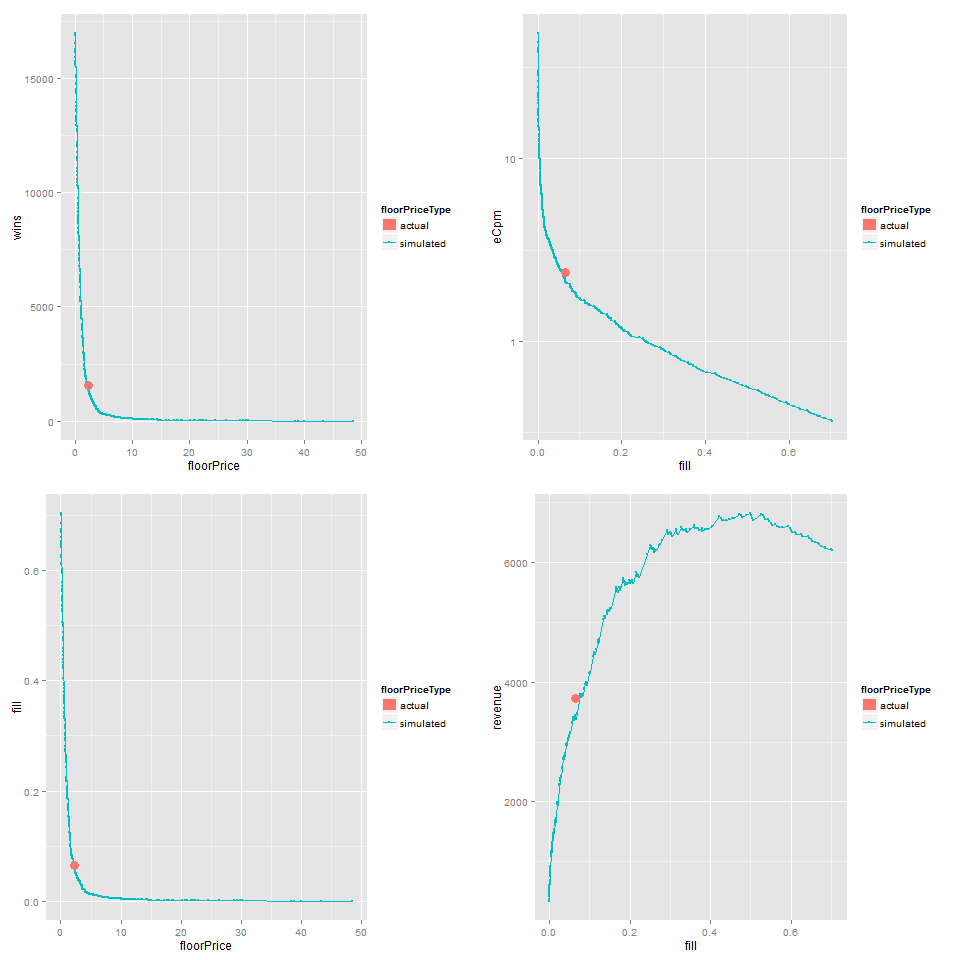 15000
10000
5000
0
wins
0
10
20
30
40
50
floorPrice
floorPriceType
actual
simulated
10
1
eCpm
0.0
0.2
0.4
0.6
fill
floorPriceType
actual
simulated
0.6
0.4
0.2
0.0
fill
0
10
20
30
40
50
floorPrice
floorPriceType
actual
simulated
6000
4000
2000
revenue
0.0
0.2
0.4
0.6
fill
floorPriceType
actual
simulated